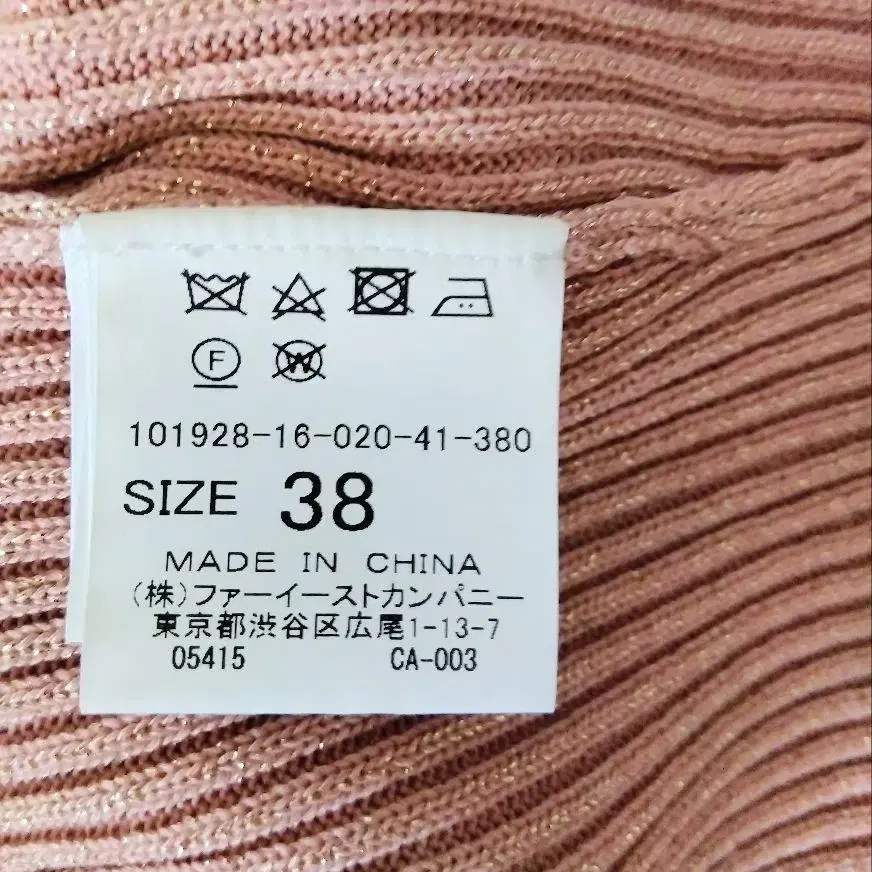 F W
101928-16-020-41-380
SIZE 38
MADE IN CHINA
(株)ファーイーストカンパニー
東京都渋谷区広尾1-13-7
05415 CA-003